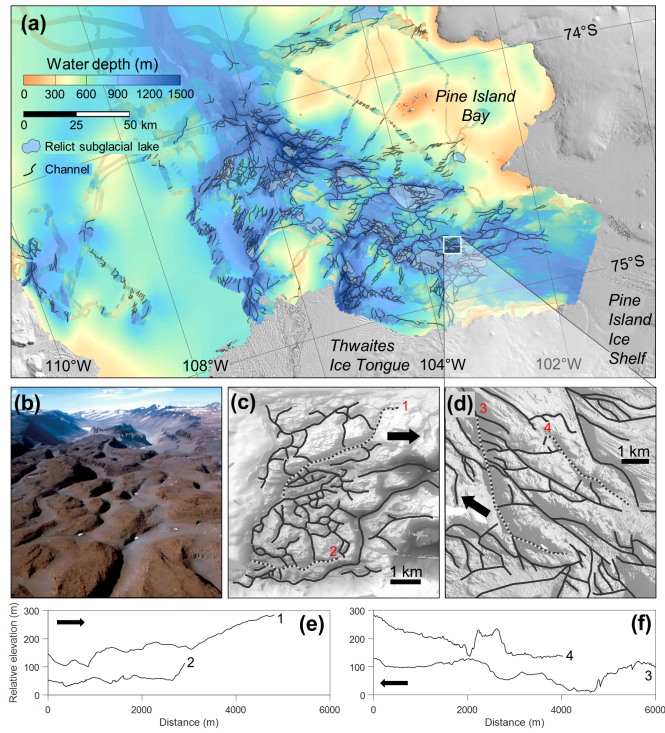 (a)
Water depth (m)
0 300 600 900 1200 1500
0 25 50 km
Relict subglacial lake
Channel
74°S
Pine Island
Bay
75°S
Pine
Island
Ice
Shelf
Thwaites
Ice Tongue
110°W
108°W
104°W
102°W
(b)
(c)
1
2
1 km
(d)
3
4
1 km
Relative elevation (m)
300
200
100
0
1
2
(e)
0 2000 4000 6000
Distance (m)
300
200
100
0
4
3
(f)
0 2000 4000 6000
Distance (m)